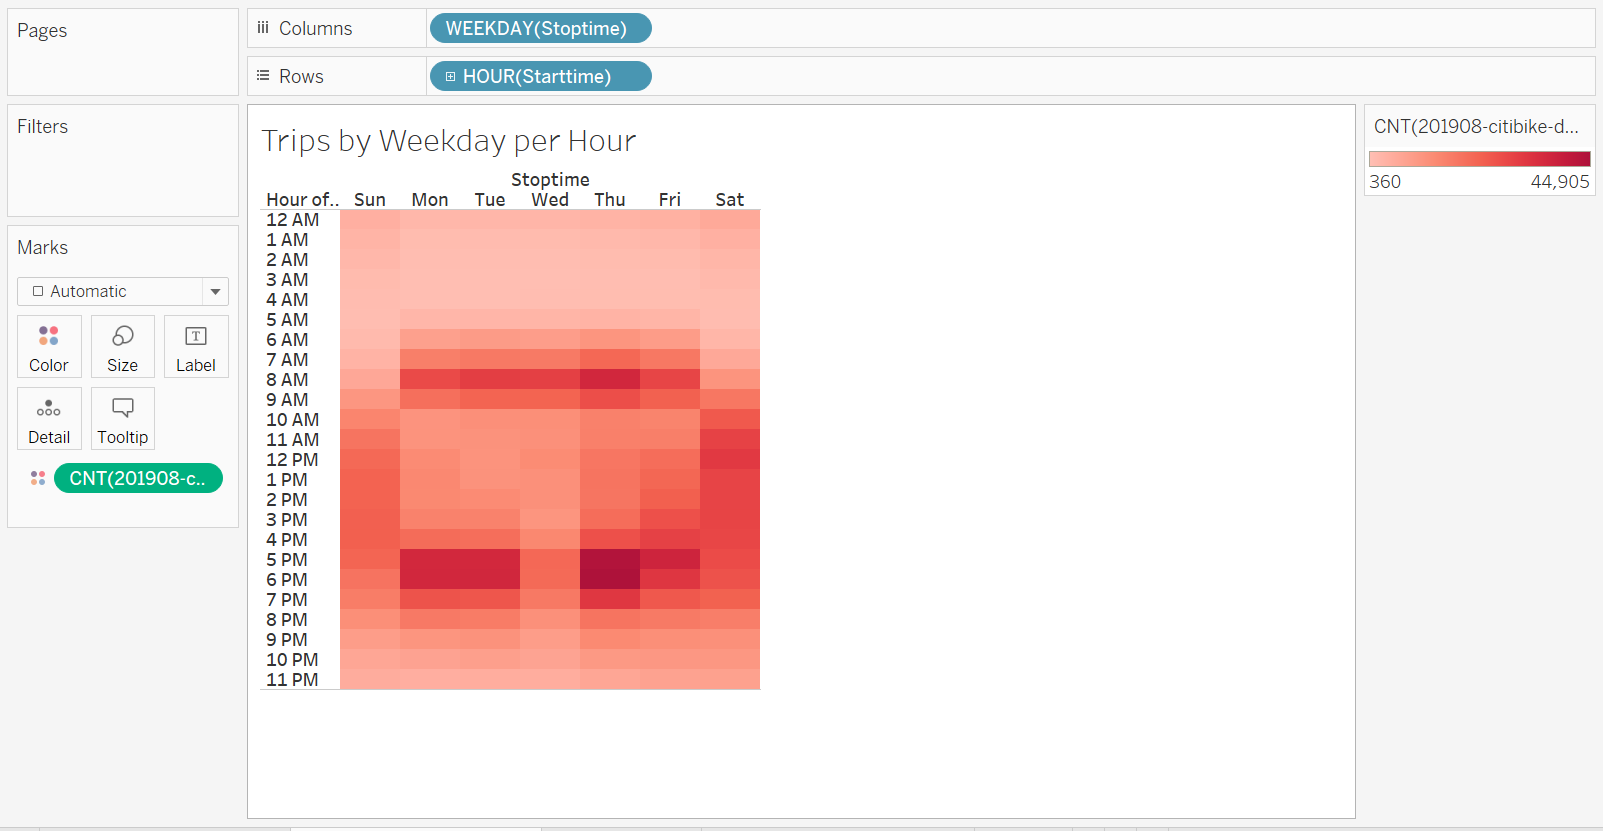 Pages
Columns
WEEKDAY(Stoptime)
Rows
HOUR(Starttime)
Filters
Marks
Automatic
Color
Size
Label
Detail
Tooltip
CNT(201908-c..
Trips by Weekday per Hour
Stoptime
Hour of.. Sun Mon Tue Wed Thu Fri Sat
12 AM
1 AM
2 AM
3 AM
4 AM
5 AM
6 AM
7 AM
8 AM
9 AM
10 AM
11 AM
12 PM
1 PM
2 PM
3 PM
4 PM
5 PM
6 PM
7 PM
8 PM
9 PM
10 PM
11 PM
CNT(201908-citibike-d...
360 44,905